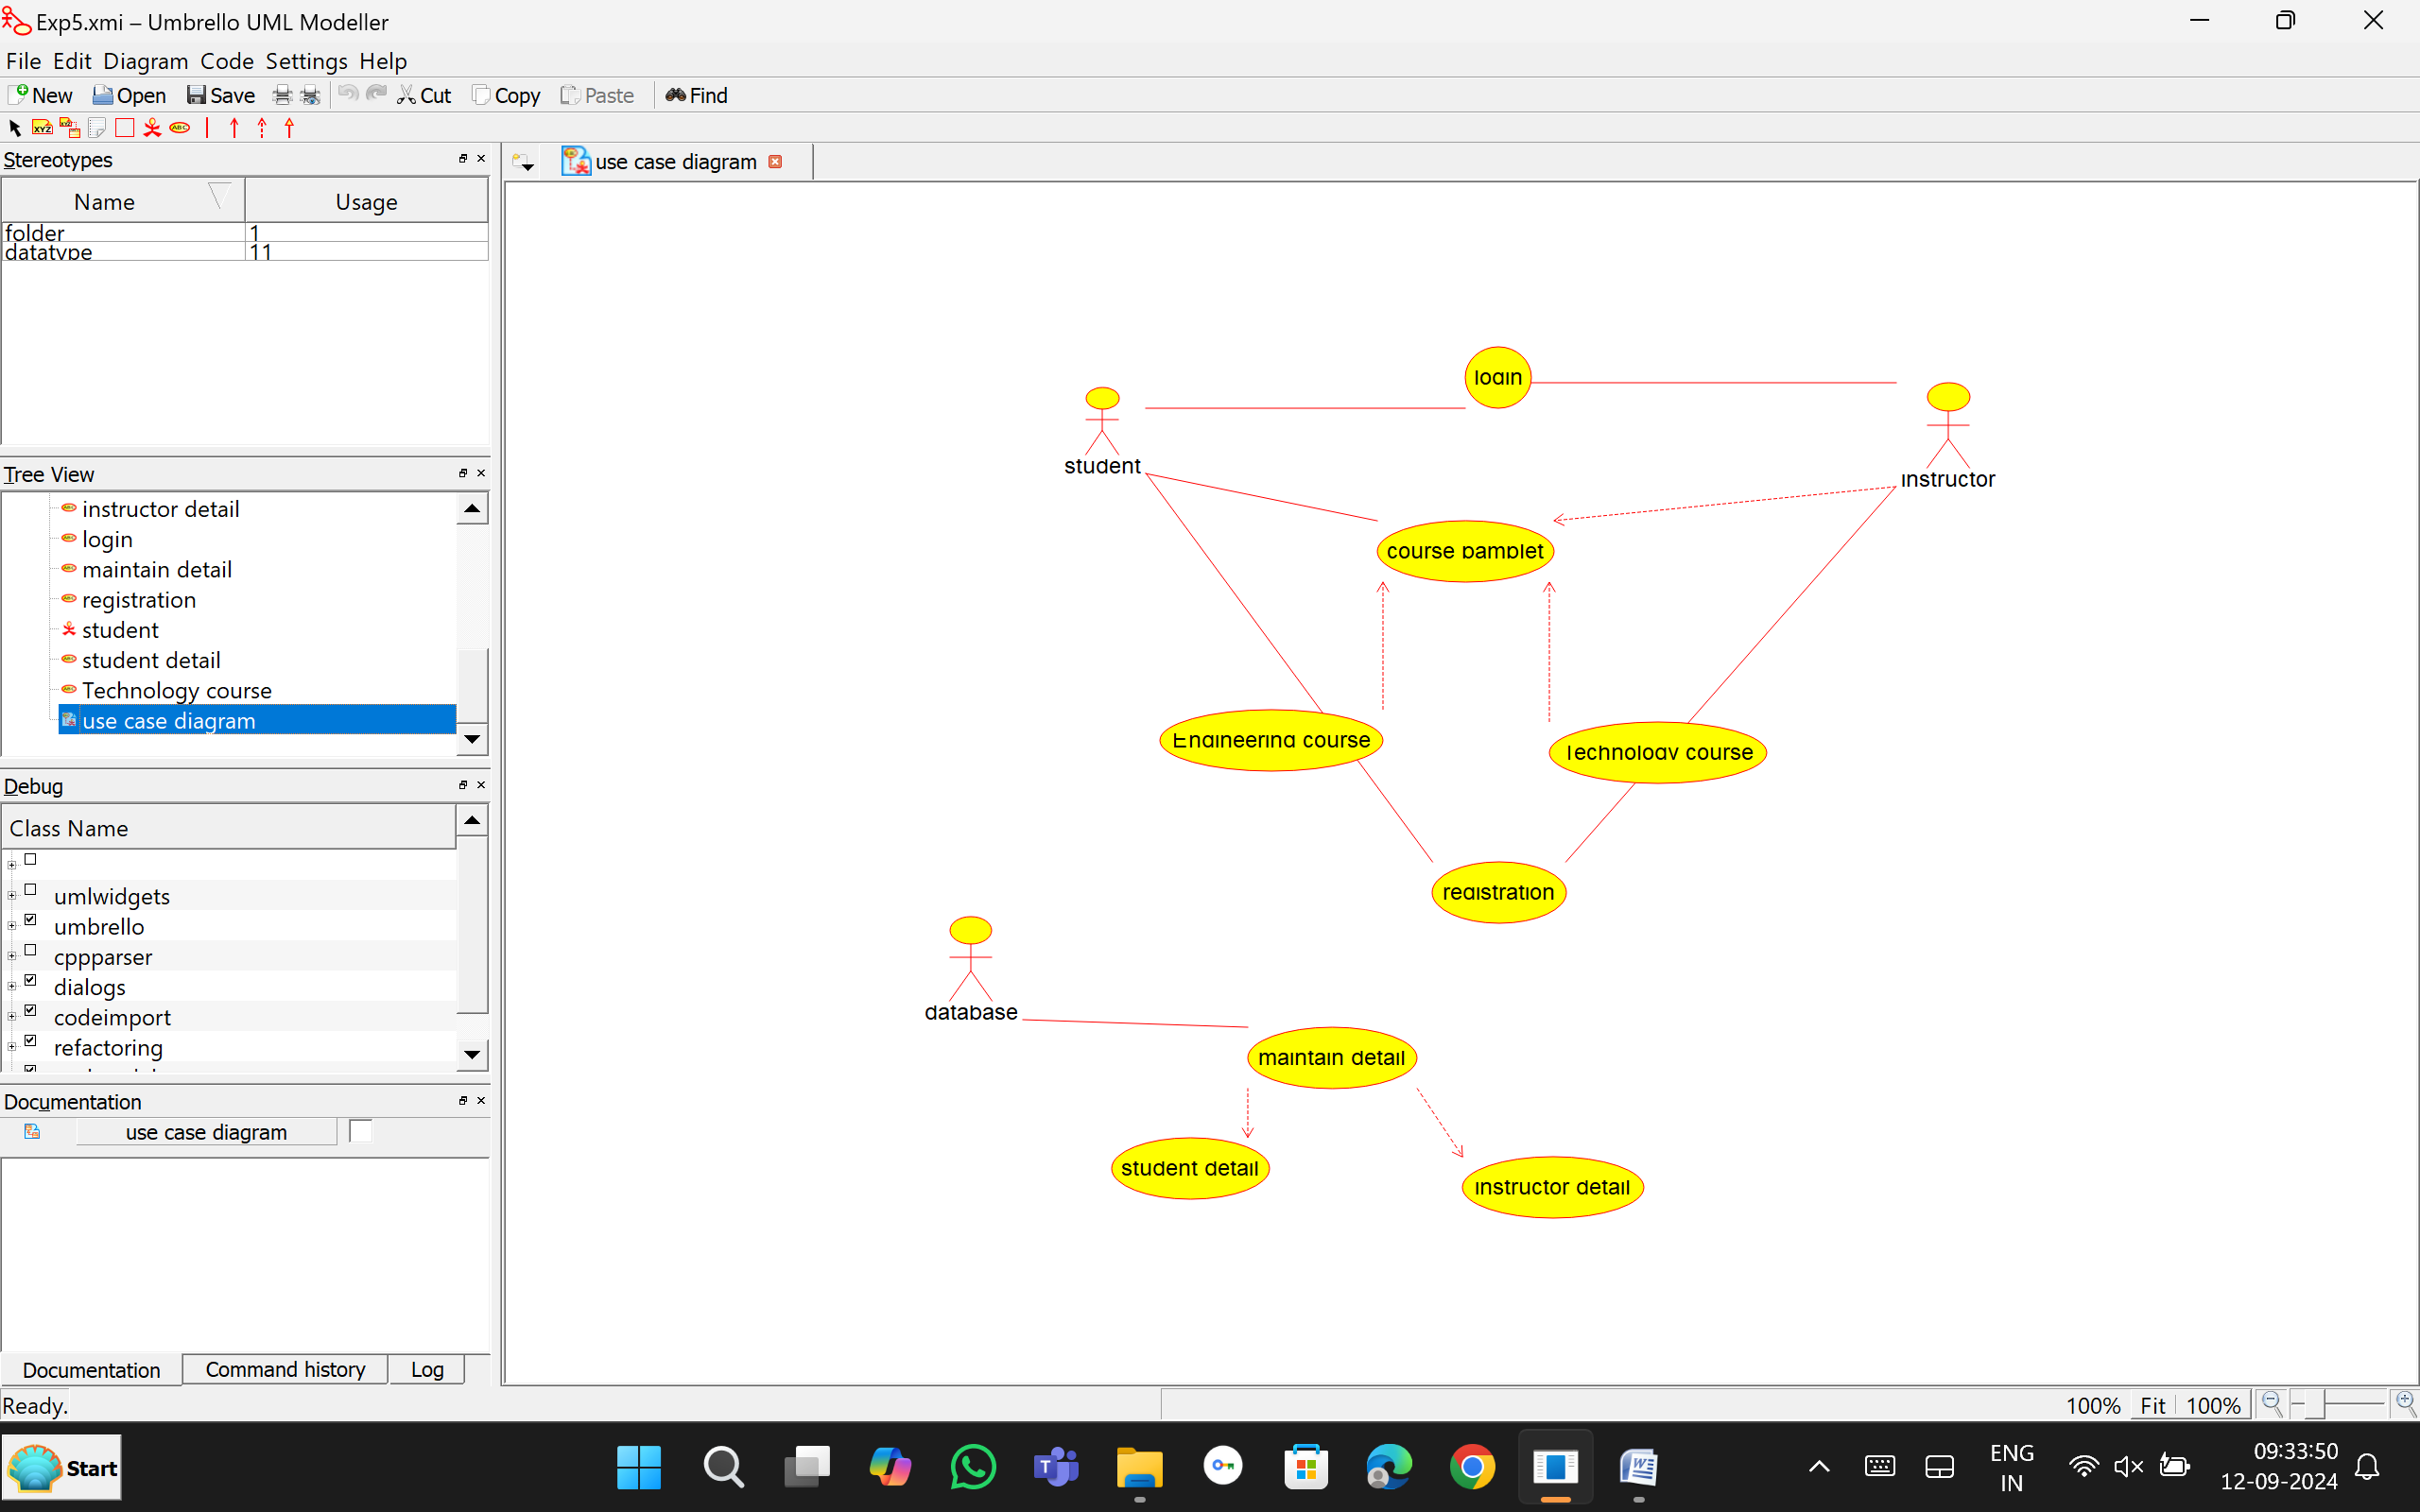 Exp5.xmi – Umbrello UML Modeller
File Edit Diagram Code Settings Help
New Open Save Cut Copy Paste Find
Stereotypes
Name Usage
folder 1
datatype 11
Tree View
instructor detail
login
maintain detail
registration
student
student detail
Technology course
use case diagram
Debug
Class Name
umlwidgets
umbrello
cppparser
dialogs
codeimport
refactoring
Documentation
use case diagram
Documentation Command history Log
Ready.
use case diagram
login
student
instructor
course pamplet
Engineering course
Technology course
registration
database
maintain detail
student detail
instructor detail
100% Fit 100%
Start
ENG
IN
09:33:50
12-09-2024